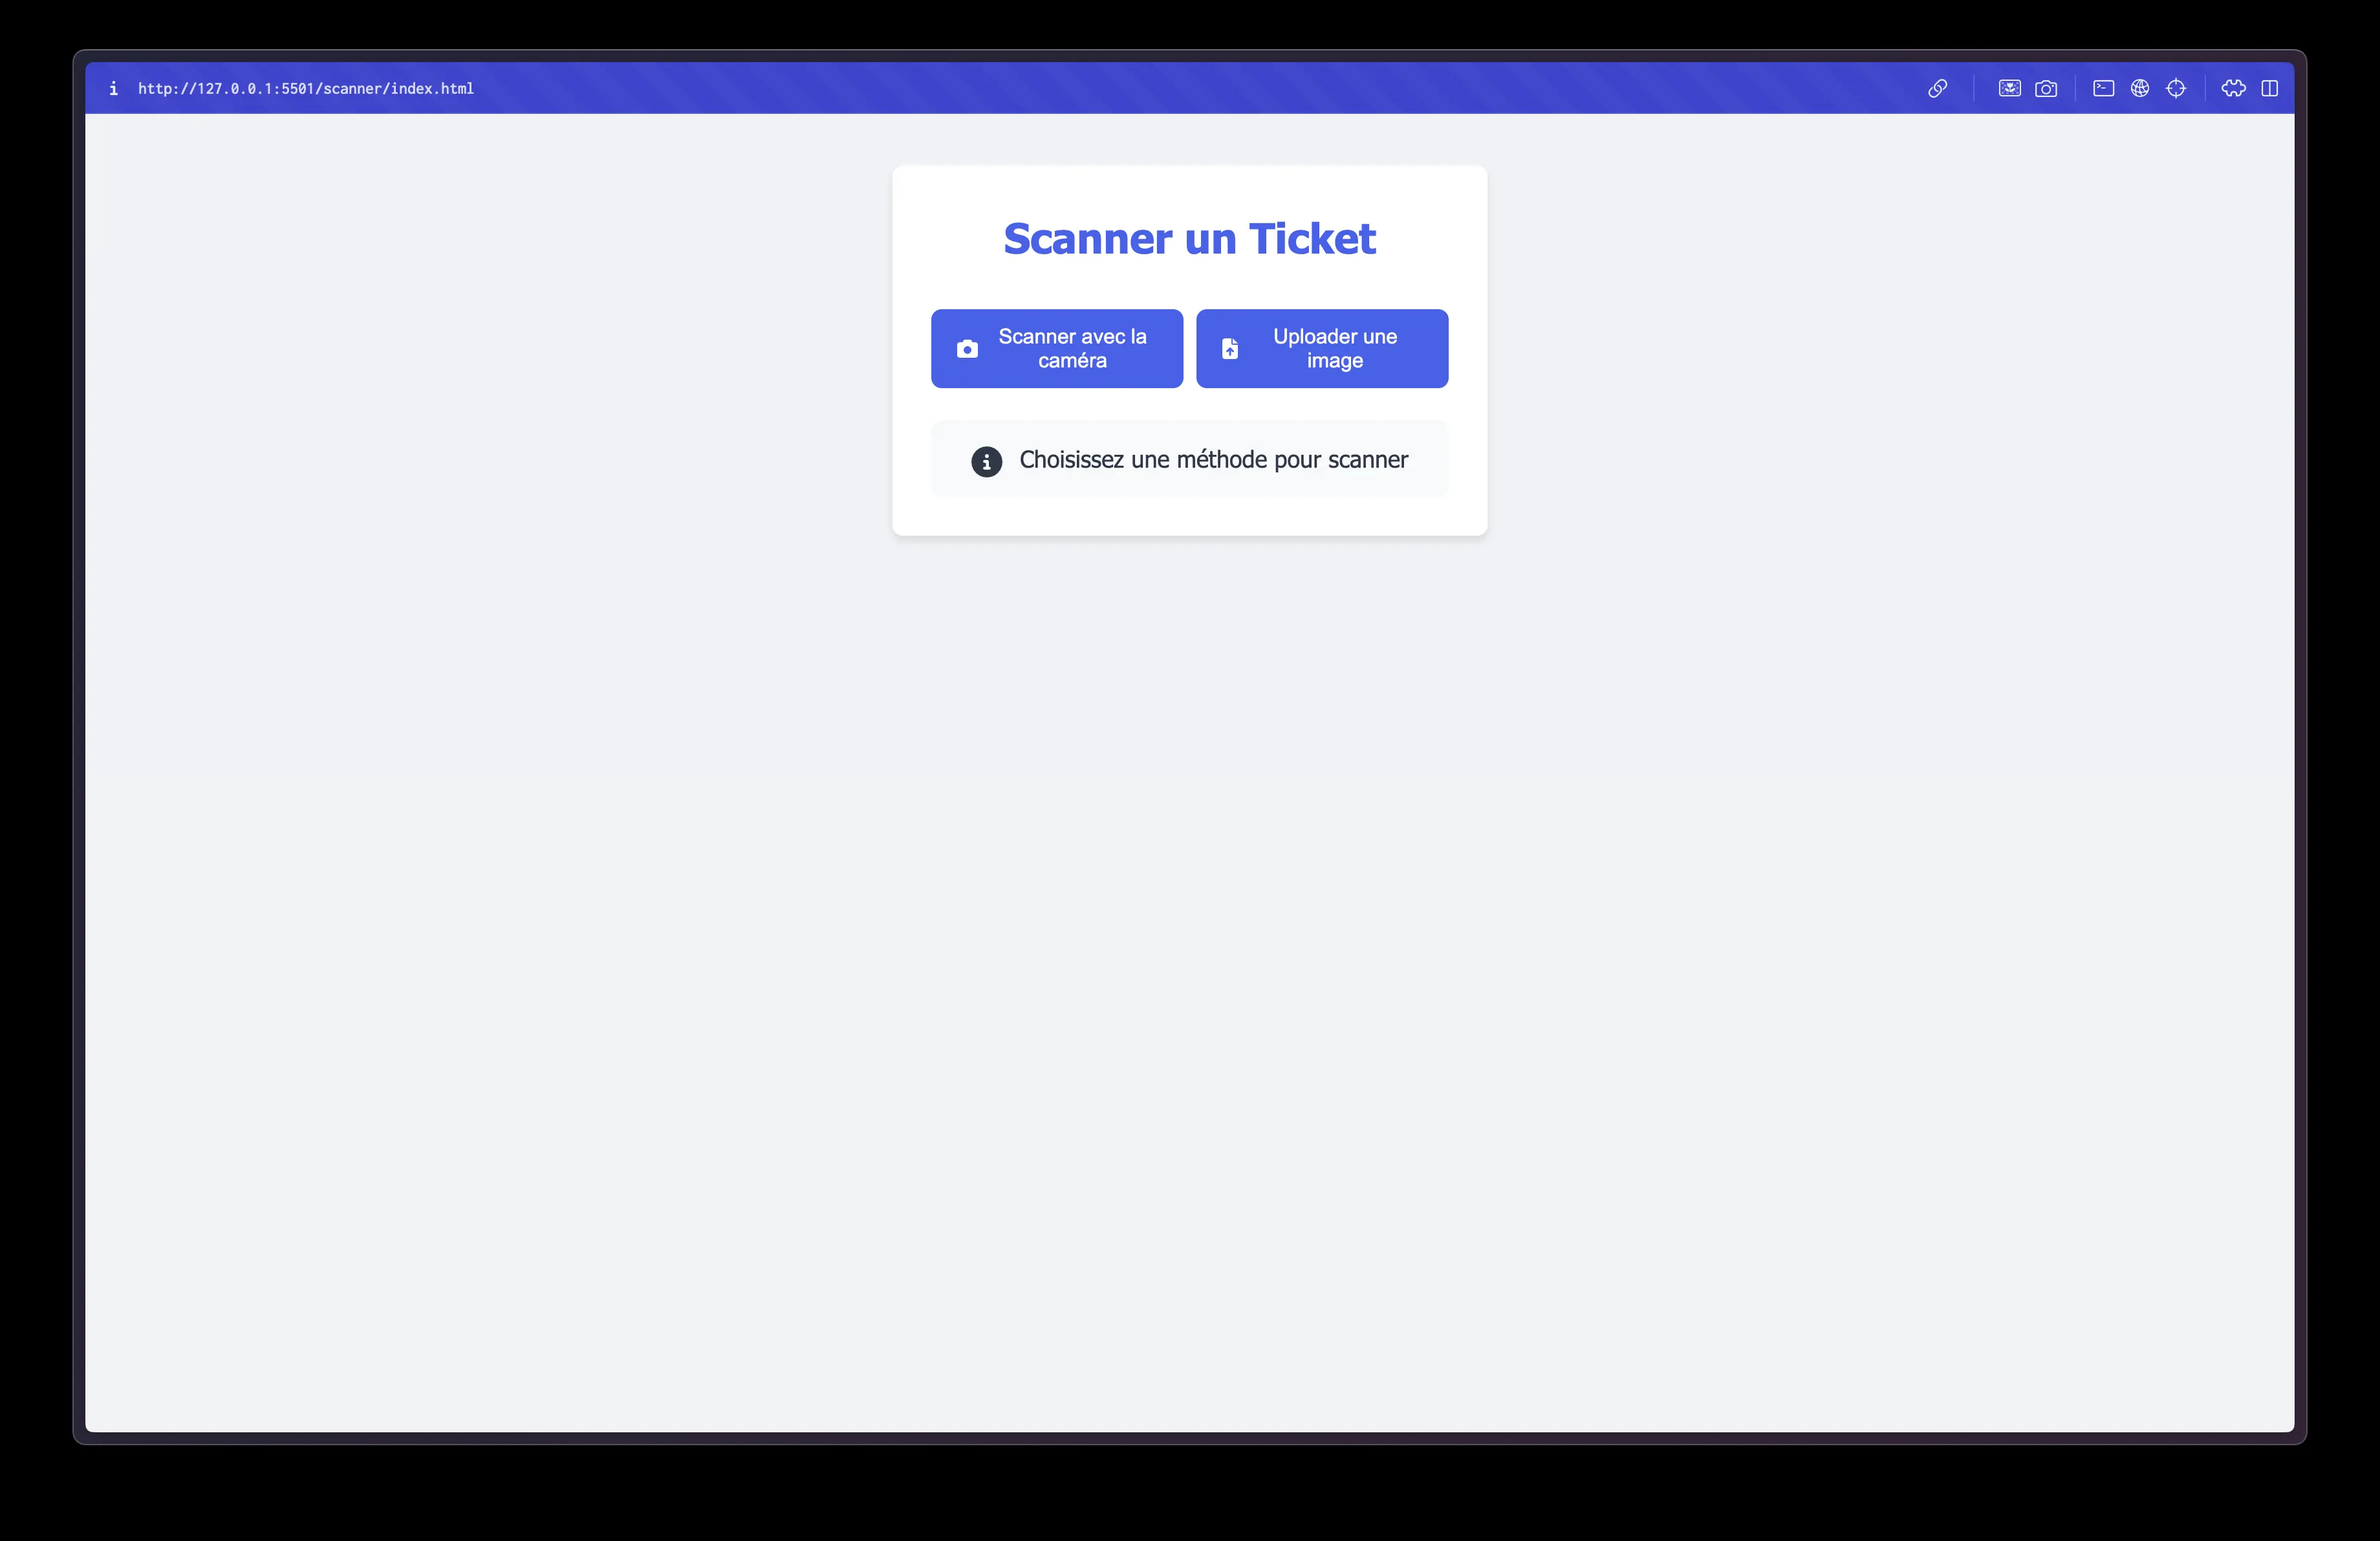 http://127.0.0.1:5501/scanner/index.html
Scanner un Ticket
Scanner avec la
caméra
Uploader une
image
Choisissez une méthode pour scanner